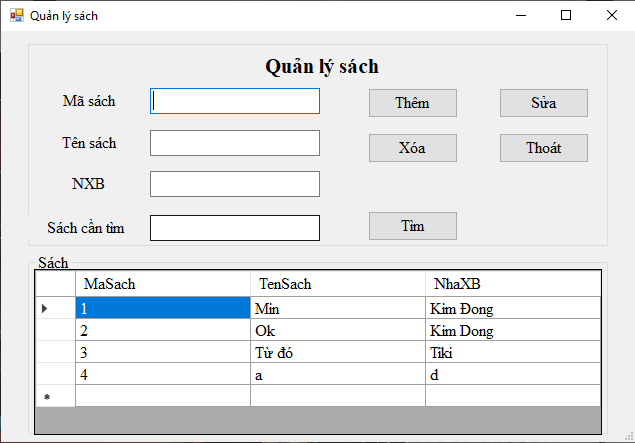 Quản lý sách
Quản lý sách
Mã sách Thêm Sửa
Tên sách Xóa Thoát
NXB
Sách cần tìm Tìm
Sách
MaSach TenSach NhaXB
1 Min Kim Đong
2 Ok Kim Dong
3 Từ đó Tiki
4 a d